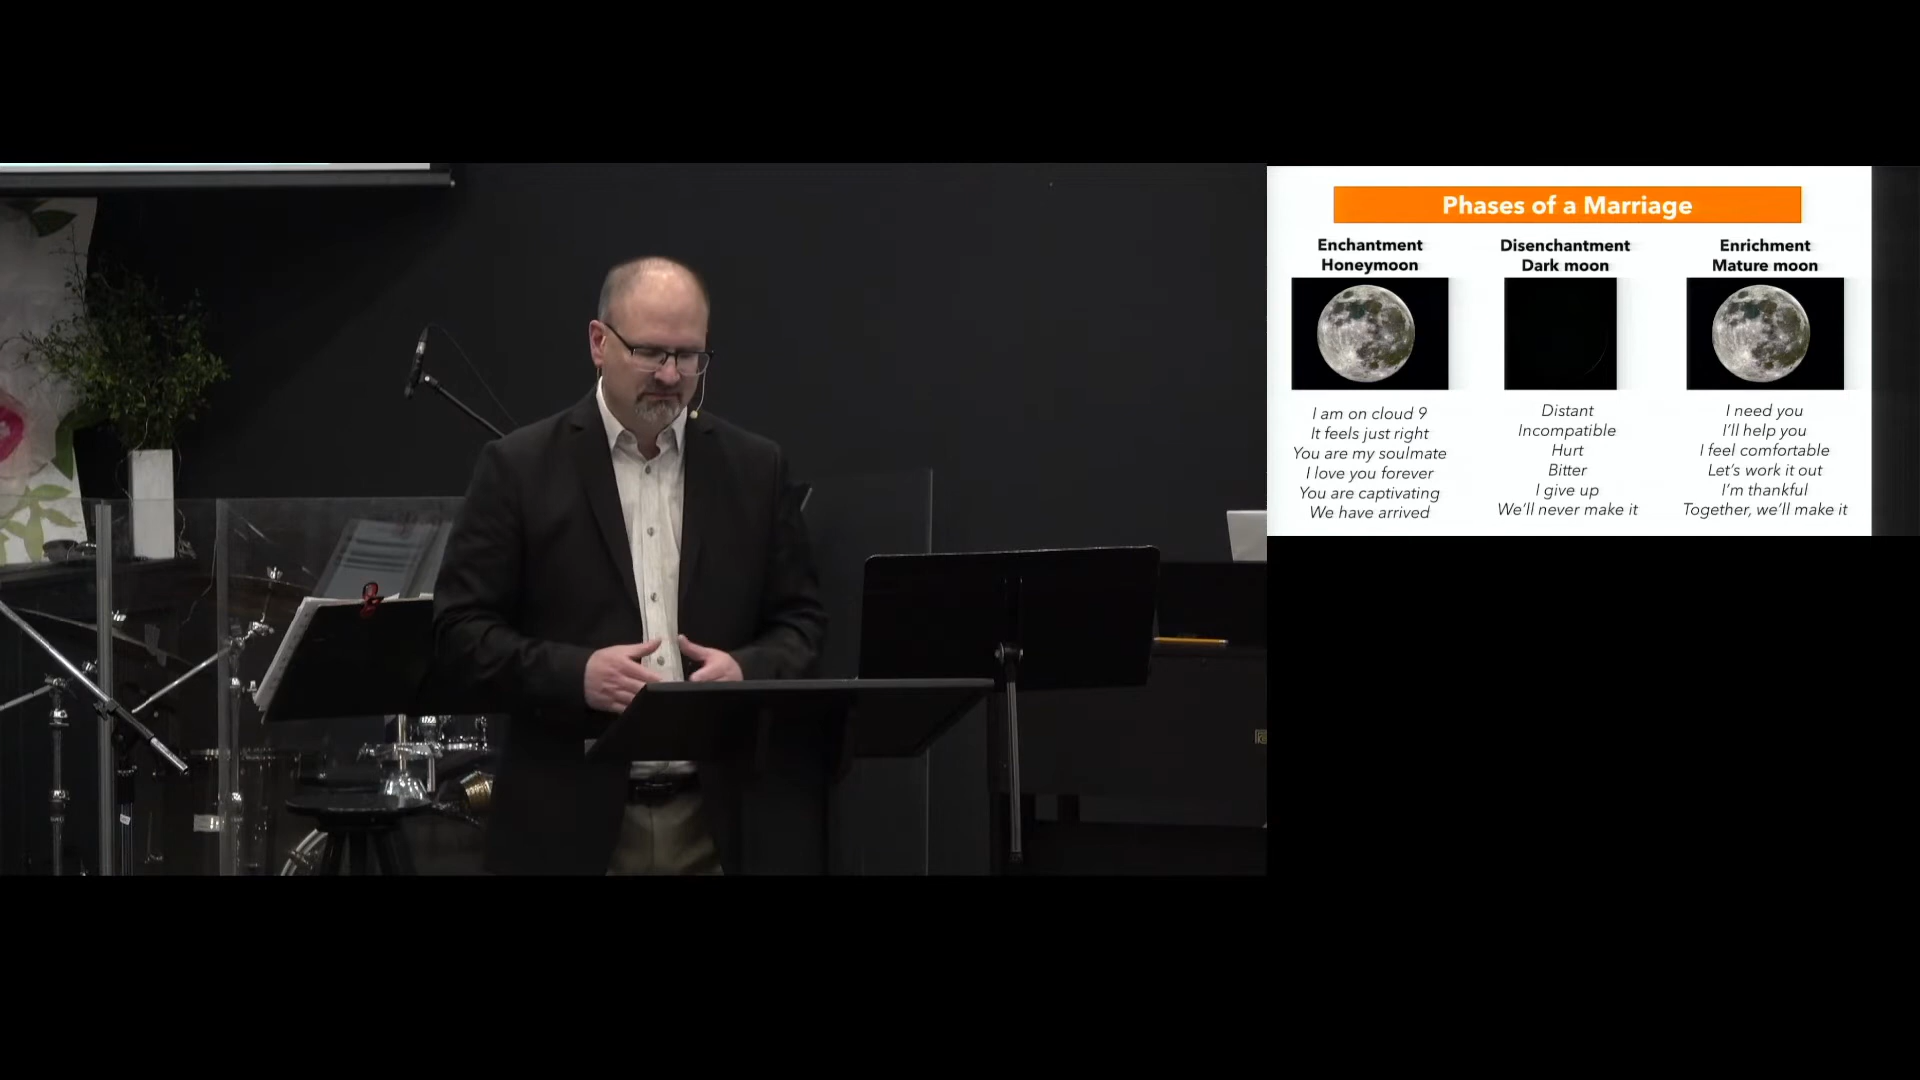 Phases of a Marriage
Enchantment
Honeymoon
I am on cloud 9
It feels just right
You are my soulmate
I love you forever
You are captivating
We have arrived
Disenchantment
Dark moon
Distant
Incompatible
Hurt
Bitter
I give up
We'll never make it
Enrichment
Mature moon
I need you
I'll help you
I feel comfortable
Let's work it out
I'm thankful
Together, we'll make it